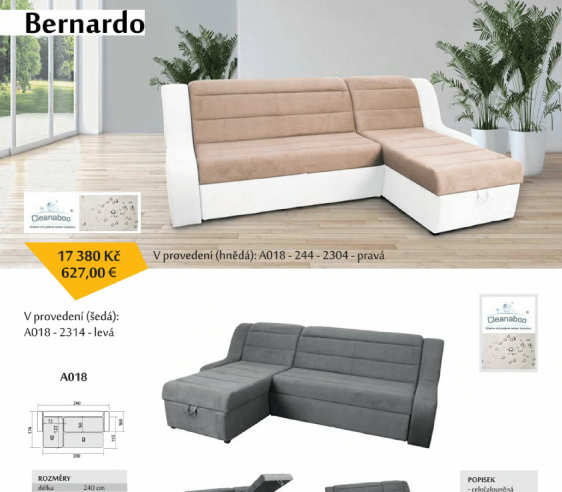 Bernardo
Cleanaboo
17 380 Kč
627,00 €
V provedení (hnědá): A018 - 244 - 2304 - pravá
V provedení (šedá):
A018 - 2314 - levá
Cleanaboo
A018
240
ROZMĚRY
délka 240 cm
POPISEK
- celočalouněná